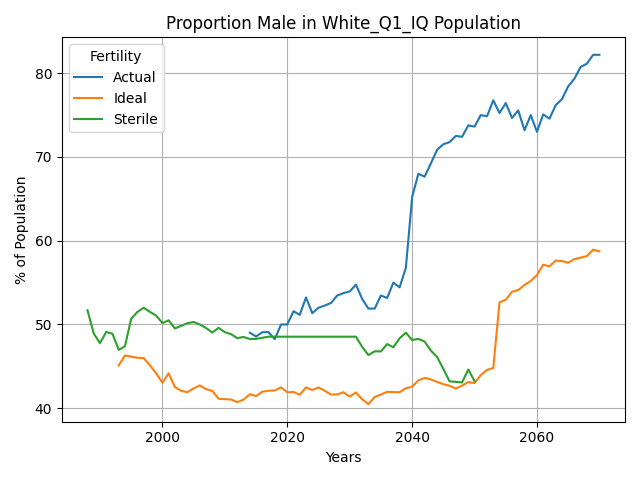 Proportion Male in White_Q1_IQ Population
Fertility
Actual
Ideal
Sterile
% of Population
80
70
60
50
40
2000
2020
2040
2060
Years